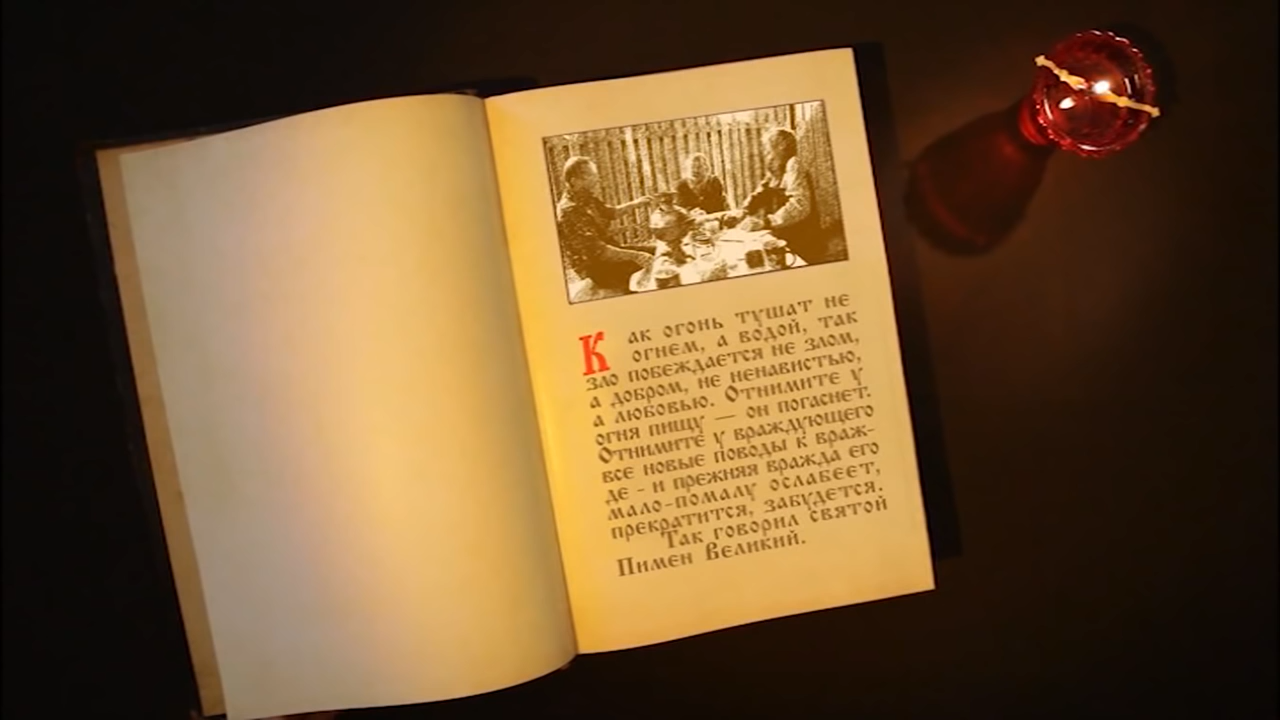 Как огонь тушат не
огнем, а водой, так
зло побеждается не злом,
а добром, не ненавистью,
а любовью. Отнимите у
огня пищу — он погаснет.
Отнимите у враждующего
все новые поводы к враж-
де - и прежняя вражда его
мало-помалу ослабеет,
прекратится, забудется.
Так говорил святой
Пимен Великий.